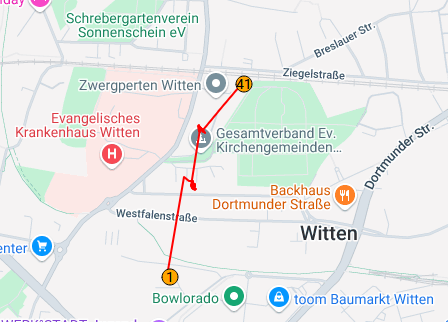 Schrebergartenverein
Sonnenschein eV
Breslauer Str.
Ziegelstraße
Zwergperten Witten
41
Evangelisches
Krankenhaus Witten
H
Gesamtverband Ev.
Kirchengemeinden...
Dortmunder Str.
Backhaus
Dortmunder Straße
Westfalenstraße
Witten
enter
1
Bowlorado
toom Baumarkt Witten